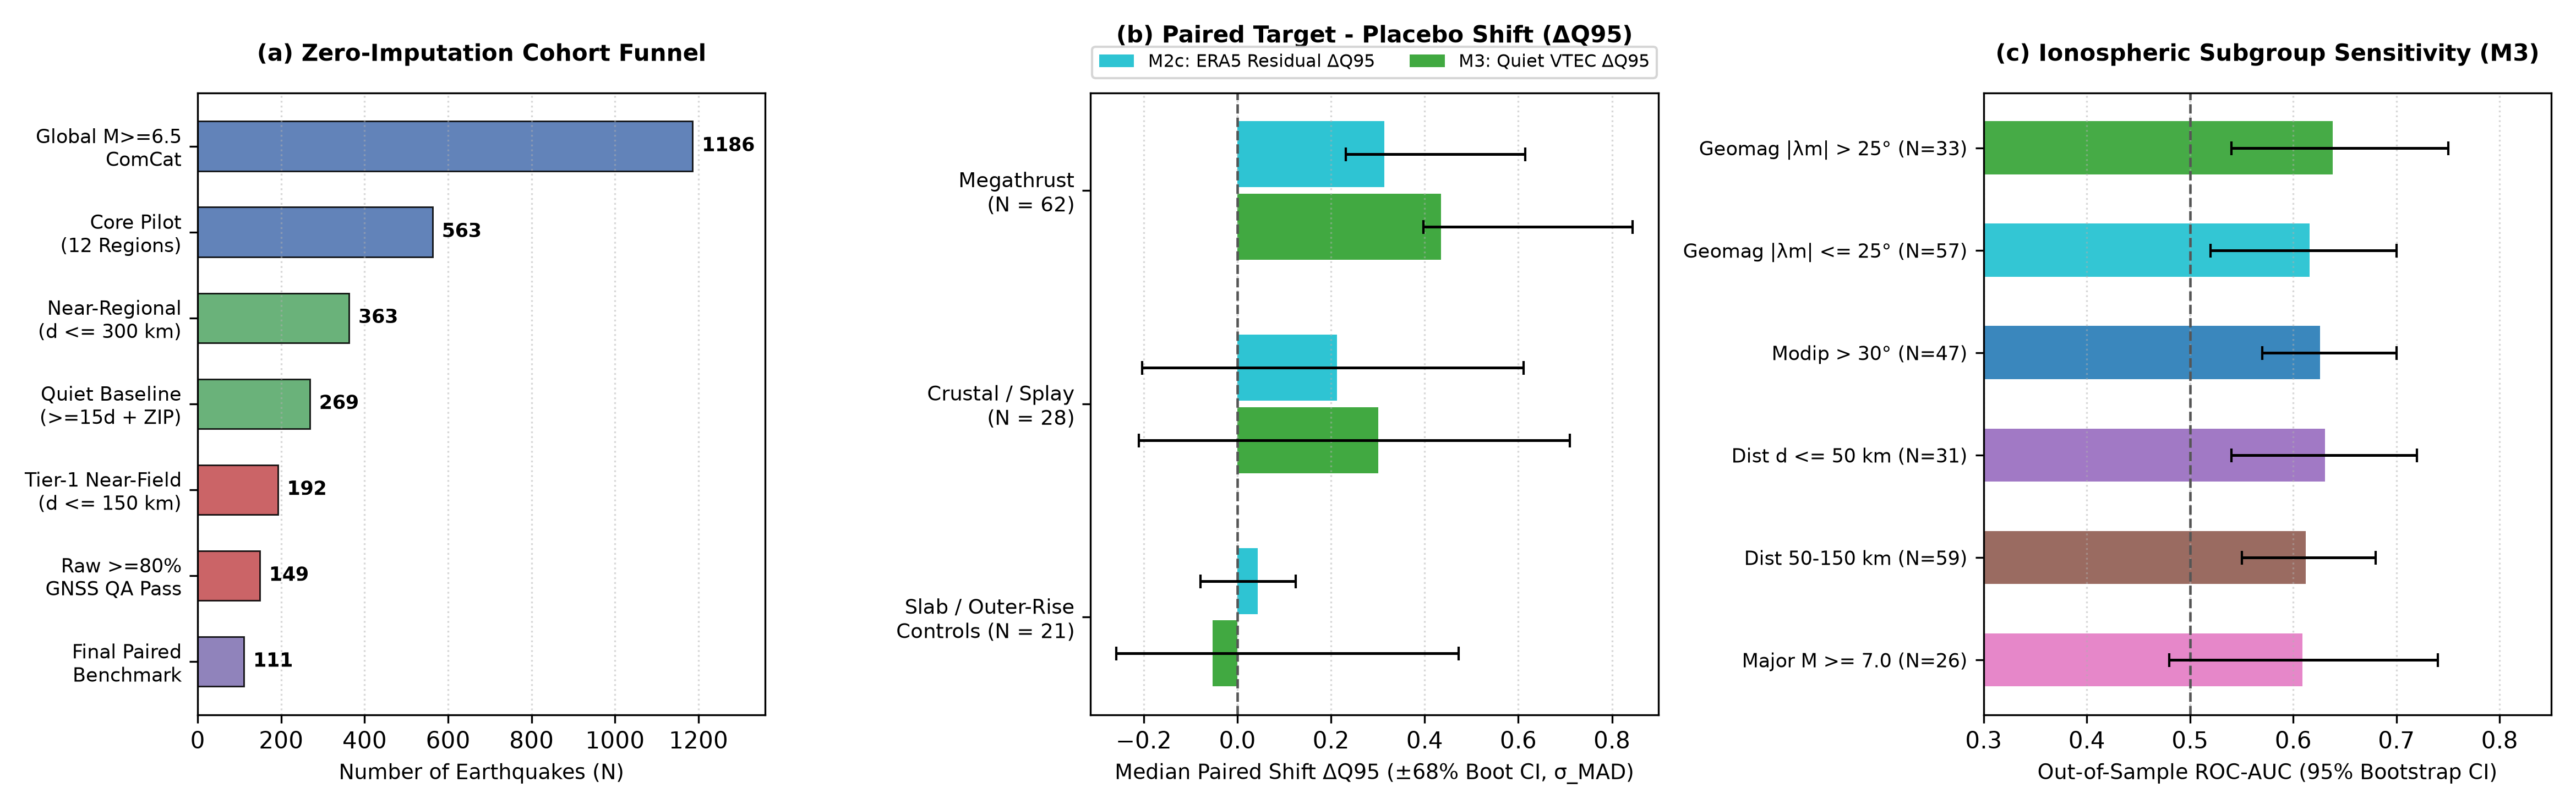 (a) Zero-Imputation Cohort Funnel
Global M>=6.5
ComCat
1186
Core Pilot
(12 Regions)
563
Near-Regional
(d <= 300 km)
363
Quiet Baseline
(>=15d + ZIP)
269
Tier-1 Near-Field
(d <= 150 km)
192
Raw >=80%
GNSS QA Pass
149
Final Paired
Benchmark
111
0 200 400 600 800 1000 1200
Number of Earthquakes (N)
(b) Paired Target - Placebo Shift (ΔQ95)
M2c: ERA5 Residual ΔQ95
M3: Quiet VTEC ΔQ95
Megathrust
(N = 62)
Crustal / Splay
(N = 28)
Slab / Outer-Rise
Controls (N = 21)
−0.2 0.0 0.2 0.4 0.6 0.8
Median Paired Shift ΔQ95 (±68% Boot CI, σ_MAD)
(c) Ionospheric Subgroup Sensitivity (M3)
Geomag |λm| > 25° (N=33)
Geomag |λm| <= 25° (N=57)
Modip > 30° (N=47)
Dist d <= 50 km (N=31)
Dist 50-150 km (N=59)
Major M >= 7.0 (N=26)
0.3 0.4 0.5 0.6 0.7 0.8
Out-of-Sample ROC-AUC (95% Bootstrap CI)